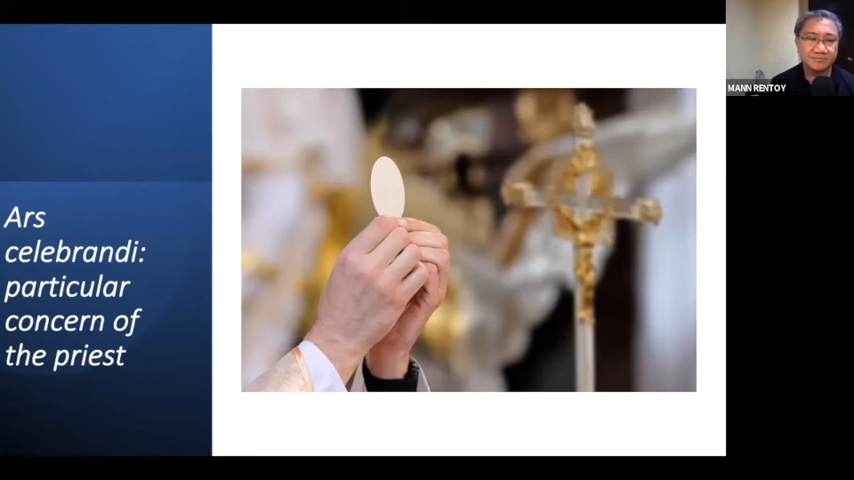 Ars
celebrandi:
particular
concern of
the priest
MANN RENTOY